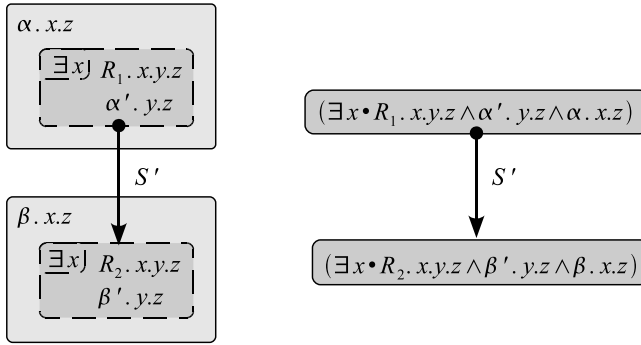 α . x.z
∃ x R₁ . x.y.z
α′ . y.z
S′
β . x.z
∃ x R₂ . x.y.z
β′ . y.z
(∃ x • R₁ . x.y.z ∧ α′ . y.z ∧ α . x.z)
S′
(∃ x • R₂ . x.y.z ∧ β′ . y.z ∧ β . x.z)